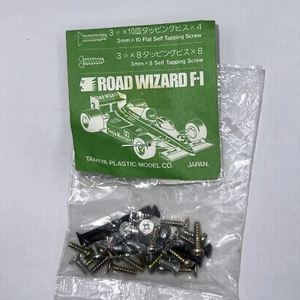 3φ×10皿タッピングビス×4
3mm×10 Flat Self Tapping Screw
3φ×8タッピングビス×8
3mm×8 Self Tapping Screw
ROAD WIZARD F-1
TAMIYA PLASTIC MODEL CO. JAPAN.